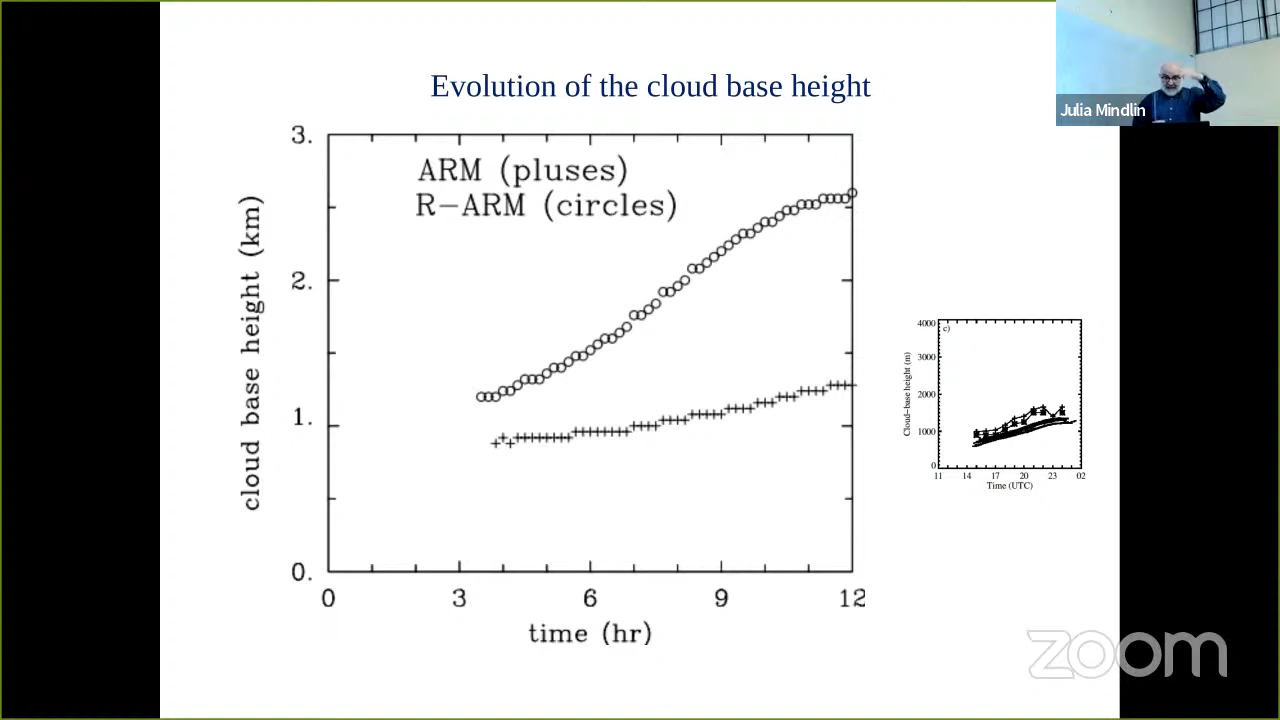 Evolution of the cloud base height
Julia Mindlin
3.
2.
1.
0.
cloud base height (km)
ARM (pluses)
R-ARM (circles)
0 3 6 9 12
time (hr)
4000
3000
2000
1000
0
c)
Cloud-base height (m)
11 14 17 20 23 02
Time (UTC)
zoom